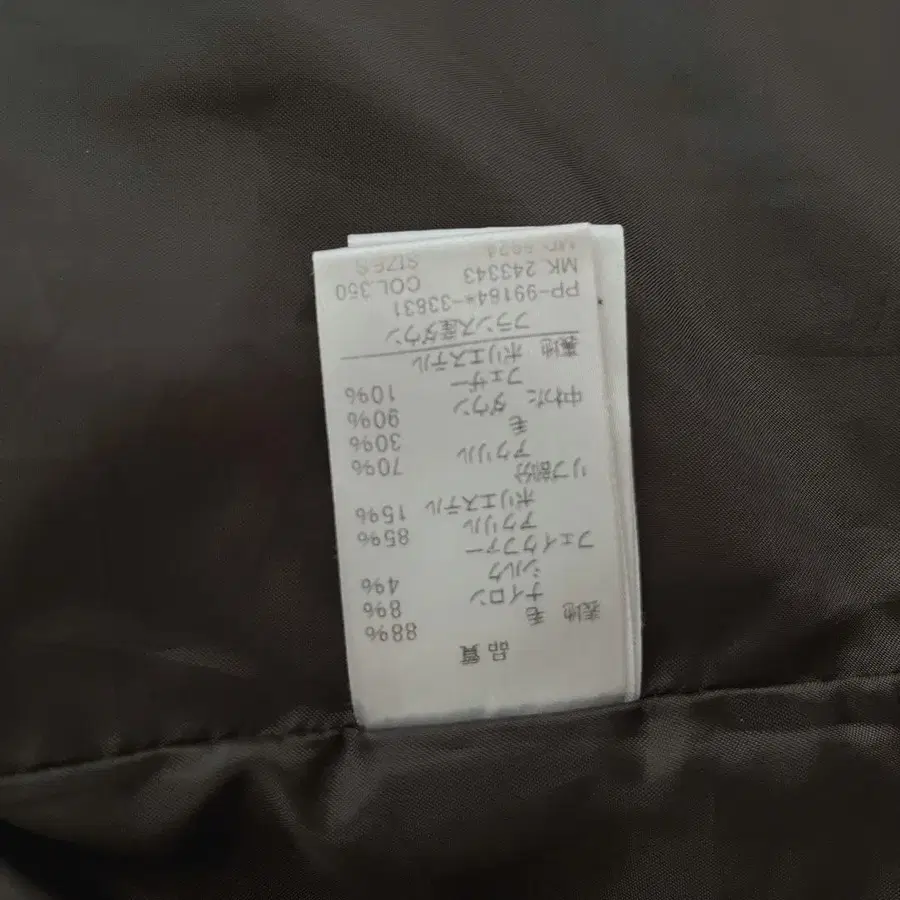 品質
表地 毛 88%
ナイロン 8%
シルク 4%
フェイクファー
アクリル 85%
ポリエステル 15%
リブ部分
アクリル 70%
毛 30%
中わた ダウン 90%
フェザー 10%
裏地 ポリエステル
フランス産ダウン
PP-99184*-33631
MK 243343 COL.350
SIZE S